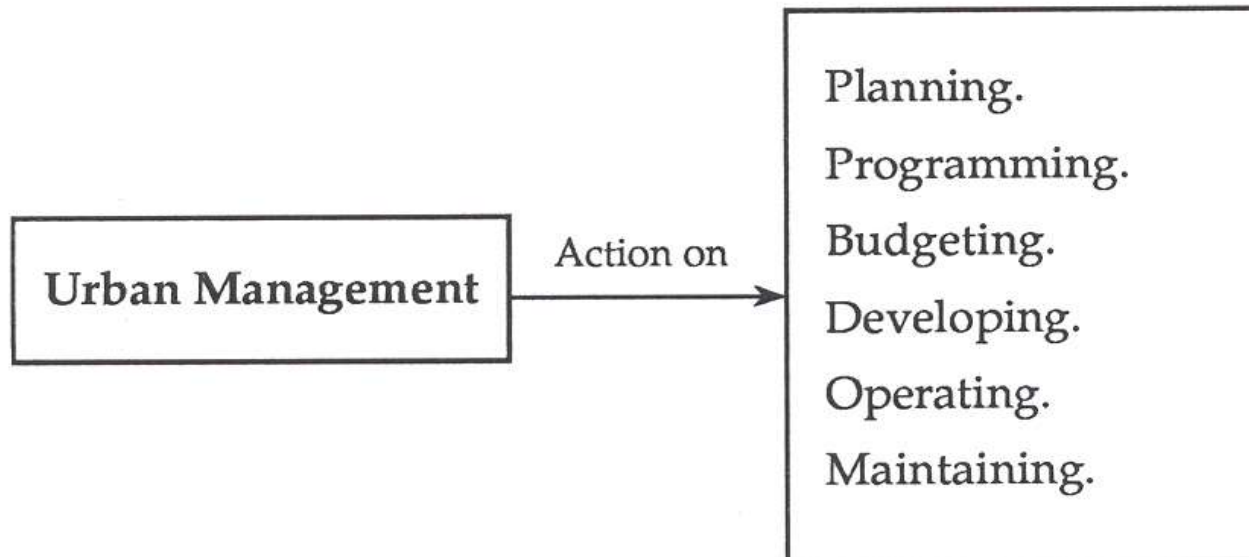 Urban Management
Action on
Planning.
Programming.
Budgeting.
Developing.
Operating.
Maintaining.